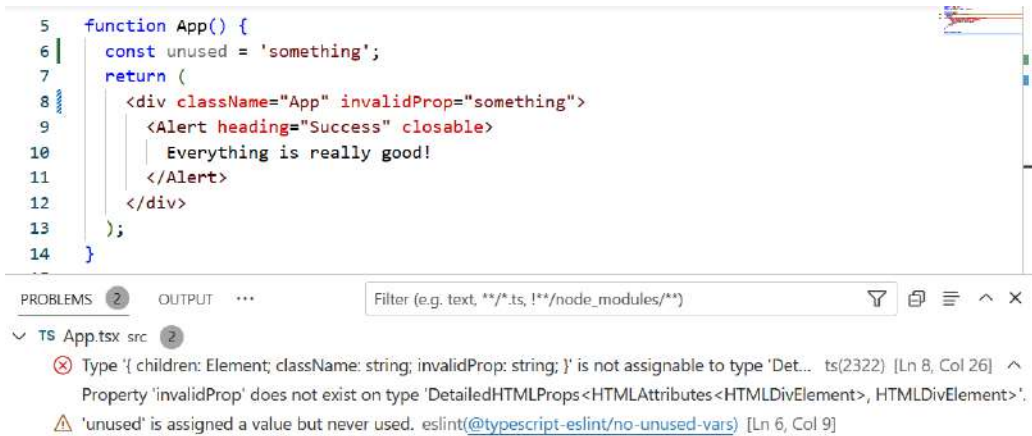 5 function App() {
6 const unused = 'something';
7 return (
8 <div className="App" invalidProp="something">
9 <Alert heading="Success" closable>
10 Everything is really good!
11 </Alert>
12 </div>
13 );
14 }
PROBLEMS 2 OUTPUT ··· Filter (e.g. text, **/*.ts, !**/node_modules/**)
TS App.tsx src 2
Type '{ children: Element; className: string; invalidProp: string; }' is not assignable to type 'Det... ts(2322) [Ln 8, Col 26]
Property 'invalidProp' does not exist on type 'DetailedHTMLProps<HTMLAttributes<HTMLDivElement>, HTMLDivElement>'.
'unused' is assigned a value but never used. eslint(@typescript-eslint/no-unused-vars) [Ln 6, Col 9]